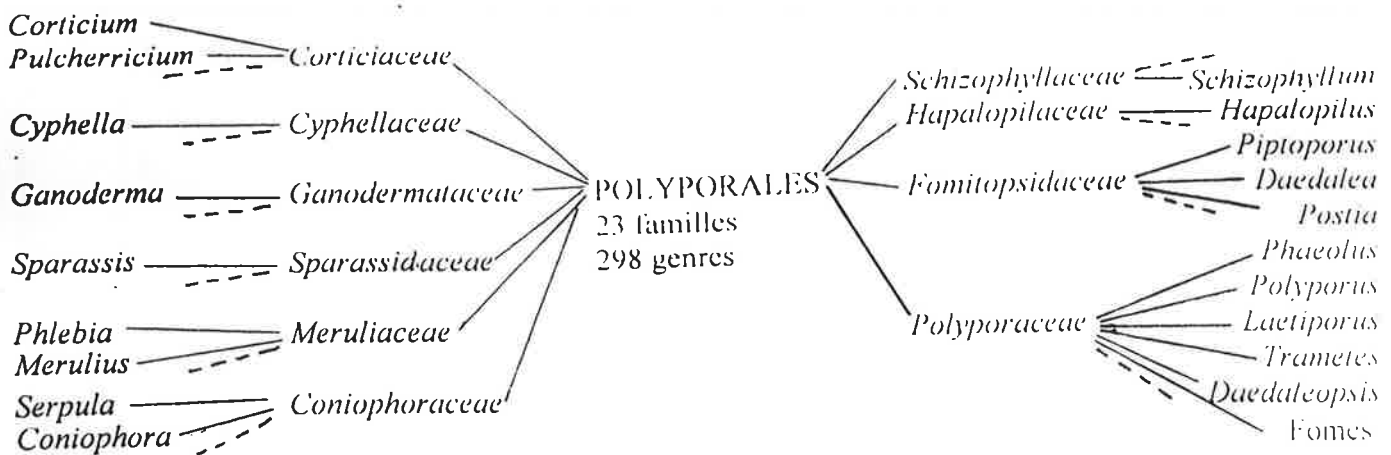 Corticium
Pulcherricium
Corticiaceae
Cyphella
Cyphellaceae
Ganoderma
Ganodermataceae
Sparassis
Sparassidaceae
Phlebia
Merulius
Meruliaceae
Serpula
Coniophora
Coniophoraceae
POLYPORALES
23 familles
298 genres
Schizophyllaceae
Schizophyllum
Hapalopilaceae
Hapalopilus
Fomitopsidaceae
Piptoporus
Daedalea
Postia
Polyporaceae
Phaeolus
Polyporus
Laetiporus
Trametes
Daedaleopsis
Fomes